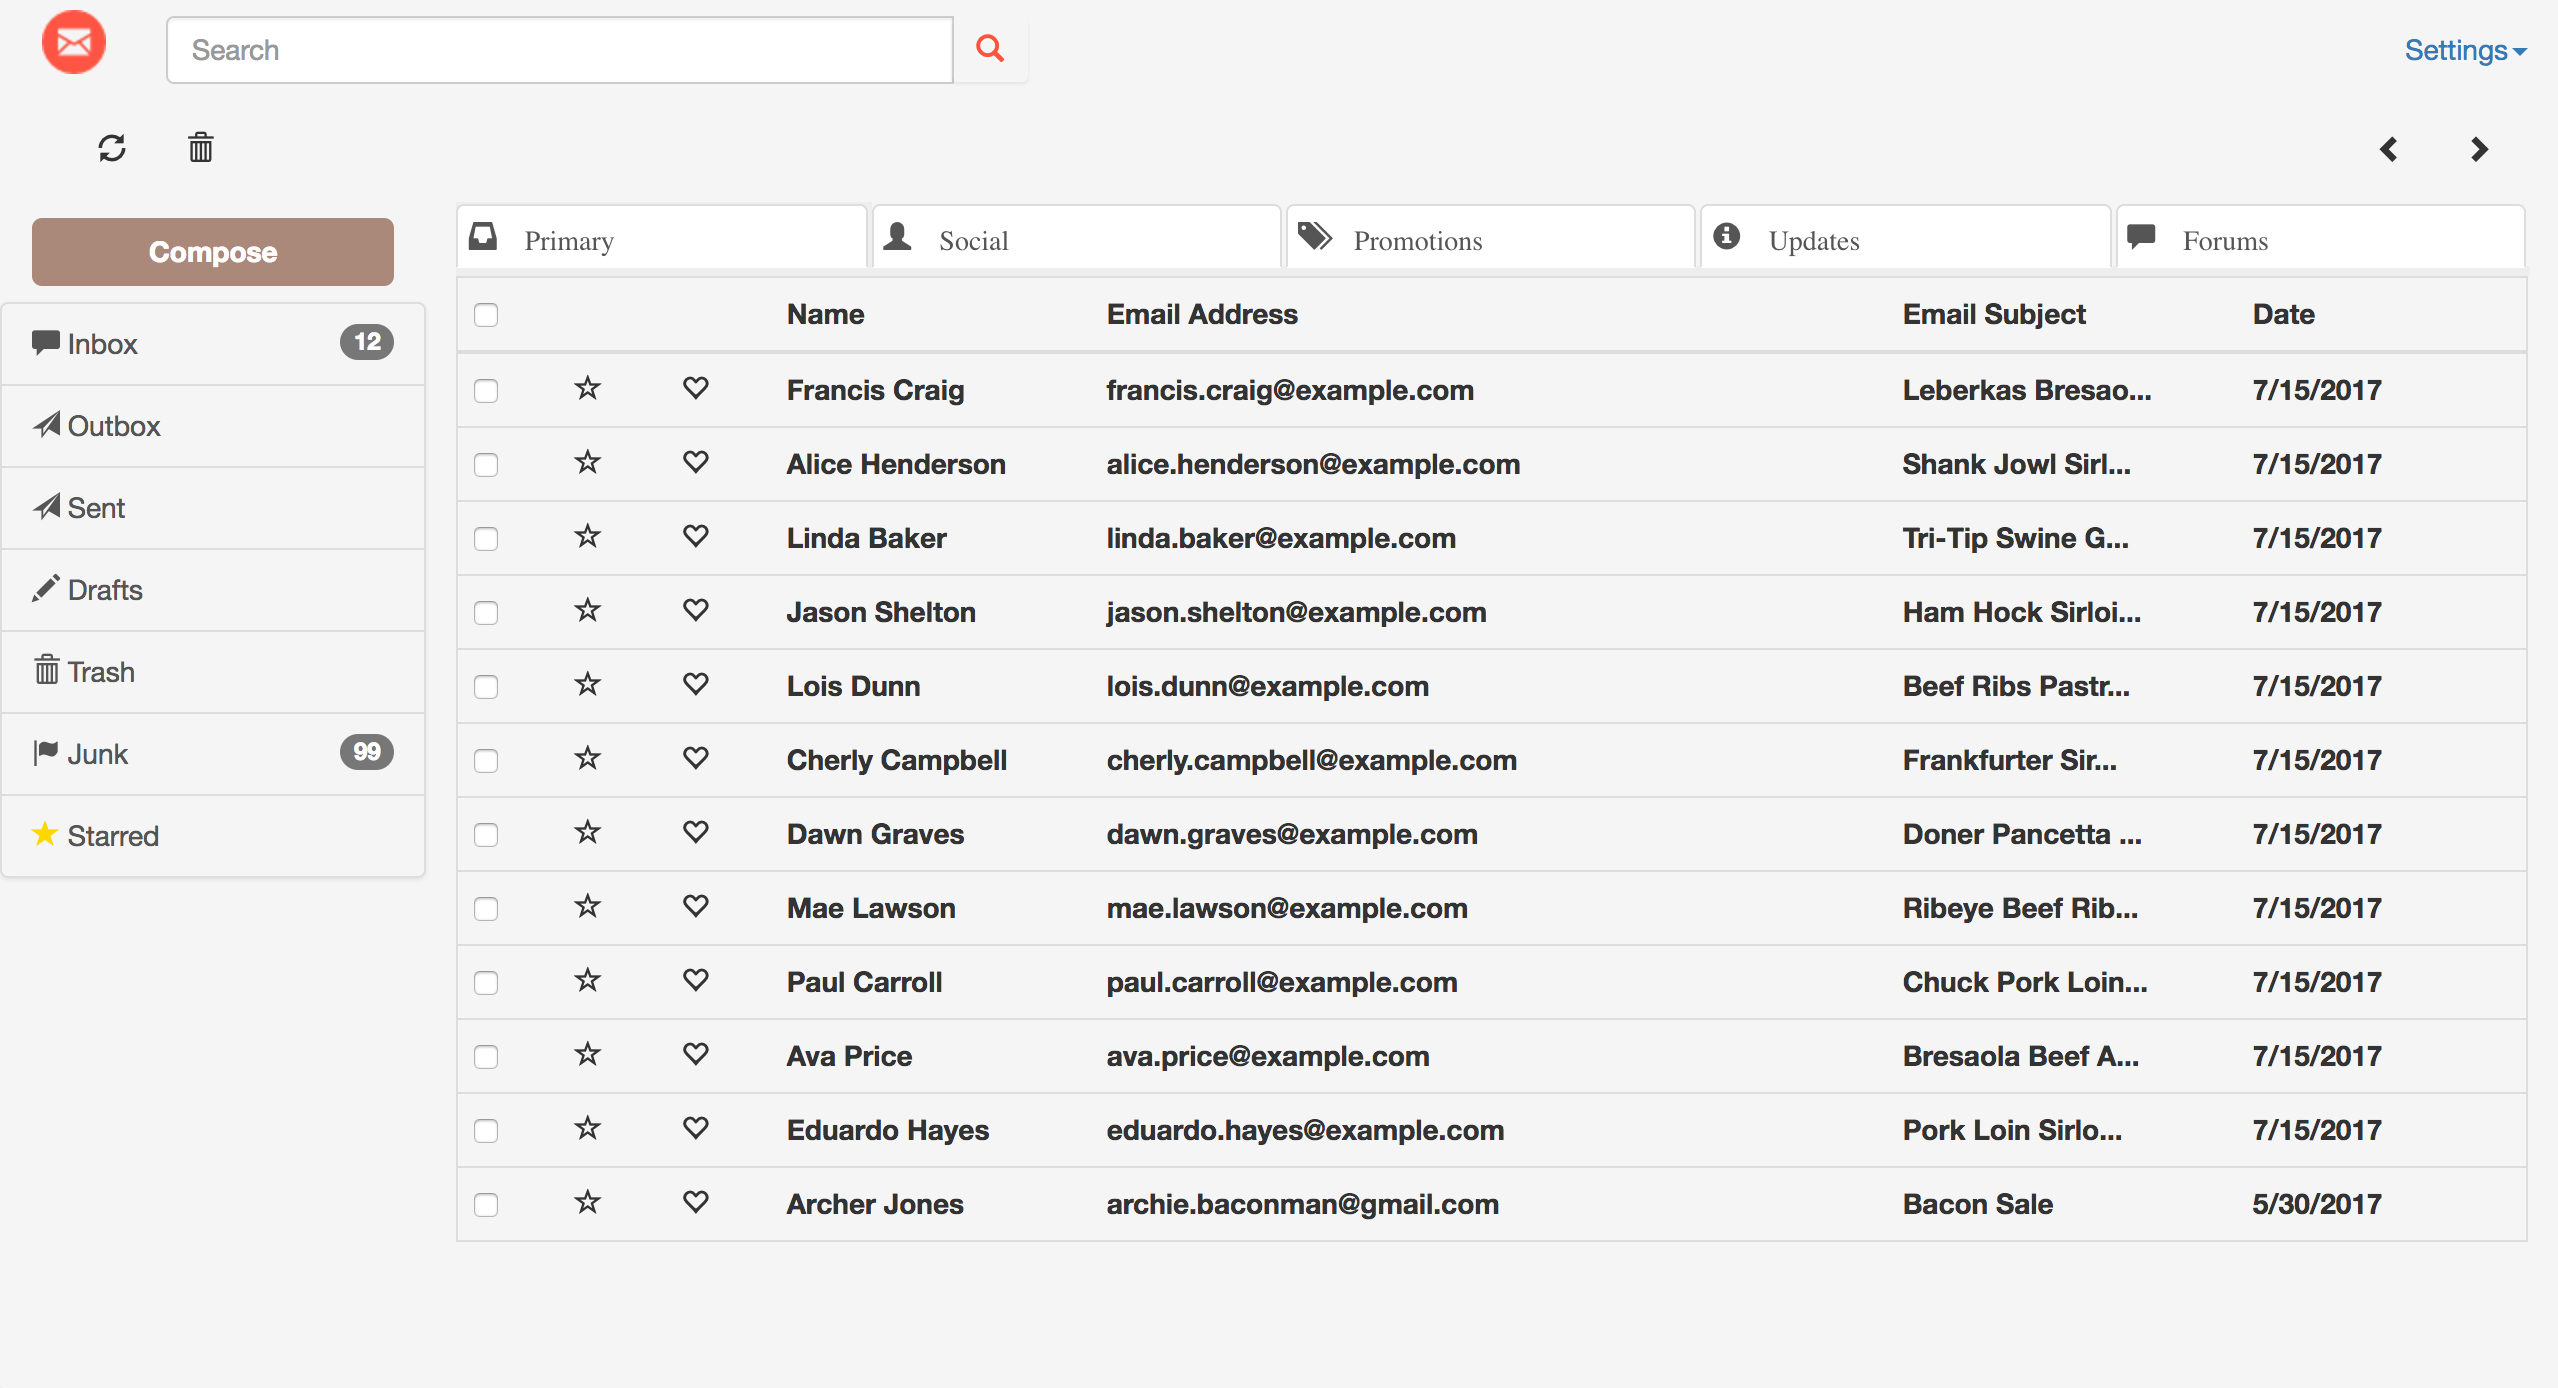 Search
Settings
Compose
Inbox 12
Outbox
Sent
Drafts
Trash
Junk 99
Starred
Primary Social Promotions Updates Forums
Name Email Address Email Subject Date
Francis Craig francis.craig@example.com Leberkas Bresao... 7/15/2017
Alice Henderson alice.henderson@example.com Shank Jowl Sirl... 7/15/2017
Linda Baker linda.baker@example.com Tri-Tip Swine G... 7/15/2017
Jason Shelton jason.shelton@example.com Ham Hock Sirloi... 7/15/2017
Lois Dunn lois.dunn@example.com Beef Ribs Pastr... 7/15/2017
Cherly Campbell cherly.campbell@example.com Frankfurter Sir... 7/15/2017
Dawn Graves dawn.graves@example.com Doner Pancetta ... 7/15/2017
Mae Lawson mae.lawson@example.com Ribeye Beef Rib... 7/15/2017
Paul Carroll paul.carroll@example.com Chuck Pork Loin... 7/15/2017
Ava Price ava.price@example.com Bresaola Beef A... 7/15/2017
Eduardo Hayes eduardo.hayes@example.com Pork Loin Sirlo... 7/15/2017
Archer Jones archie.baconman@gmail.com Bacon Sale 5/30/2017